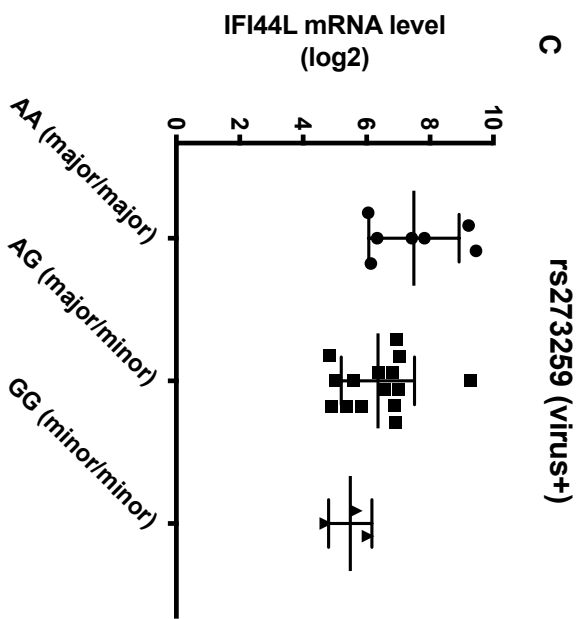 C
rs273259 (virus+)
IFI44L mRNA level
(log2)
10
8
6
4
2
0
AA (major/major)
AG (major/minor)
GG (minor/minor)